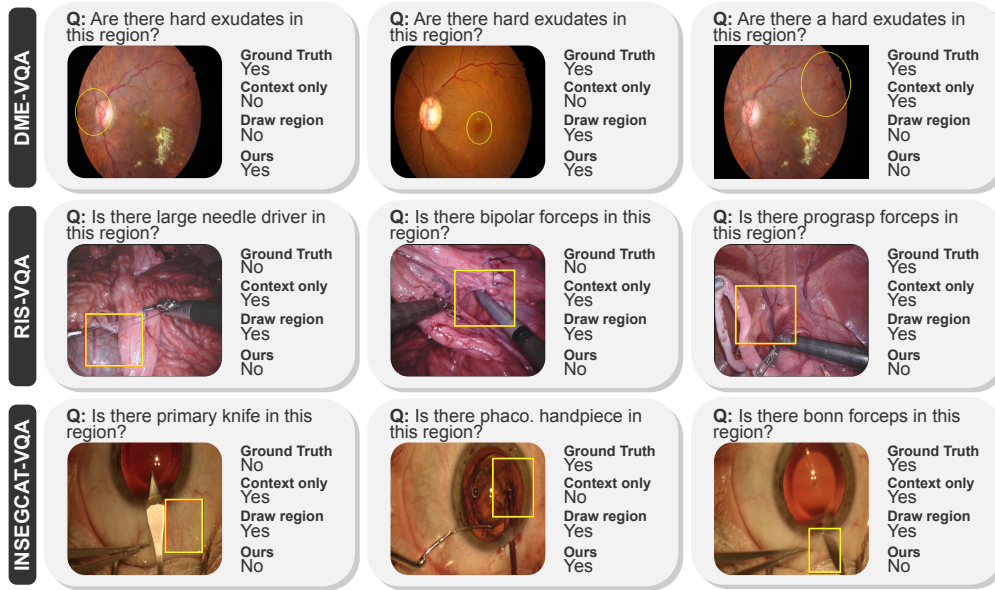 DME-VQA
Q: Are there hard exudates in
this region?
Ground Truth
Yes
Context only
No
Draw region
No
Ours
Yes
Q: Are there hard exudates in
this region?
Ground Truth
Yes
Context only
No
Draw region
Yes
Ours
Yes
Q: Are there a hard exudates in
this region?
Ground Truth
Yes
Context only
Yes
Draw region
Yes
Ours
No
RIS-VQA
Q: Is there large needle driver in
this region?
Ground Truth
No
Context only
Yes
Draw region
Yes
Ours
No
Q: Is there bipolar forceps in this
region?
Ground Truth
No
Context only
Yes
Draw region
Yes
Ours
No
Q: Is there prograsp forceps in
this region?
Ground Truth
Yes
Context only
Yes
Draw region
Yes
Ours
No
INSEGCAT-VQA
Q: Is there primary knife in this
region?
Ground Truth
No
Context only
Yes
Draw region
Yes
Ours
No
Q: Is there phaco. handpiece in
this region?
Ground Truth
Yes
Context only
No
Draw region
Yes
Ours
Yes
Q: Is there bonn forceps in this
region?
Ground Truth
Yes
Context only
Yes
Draw region
Yes
Ours
No